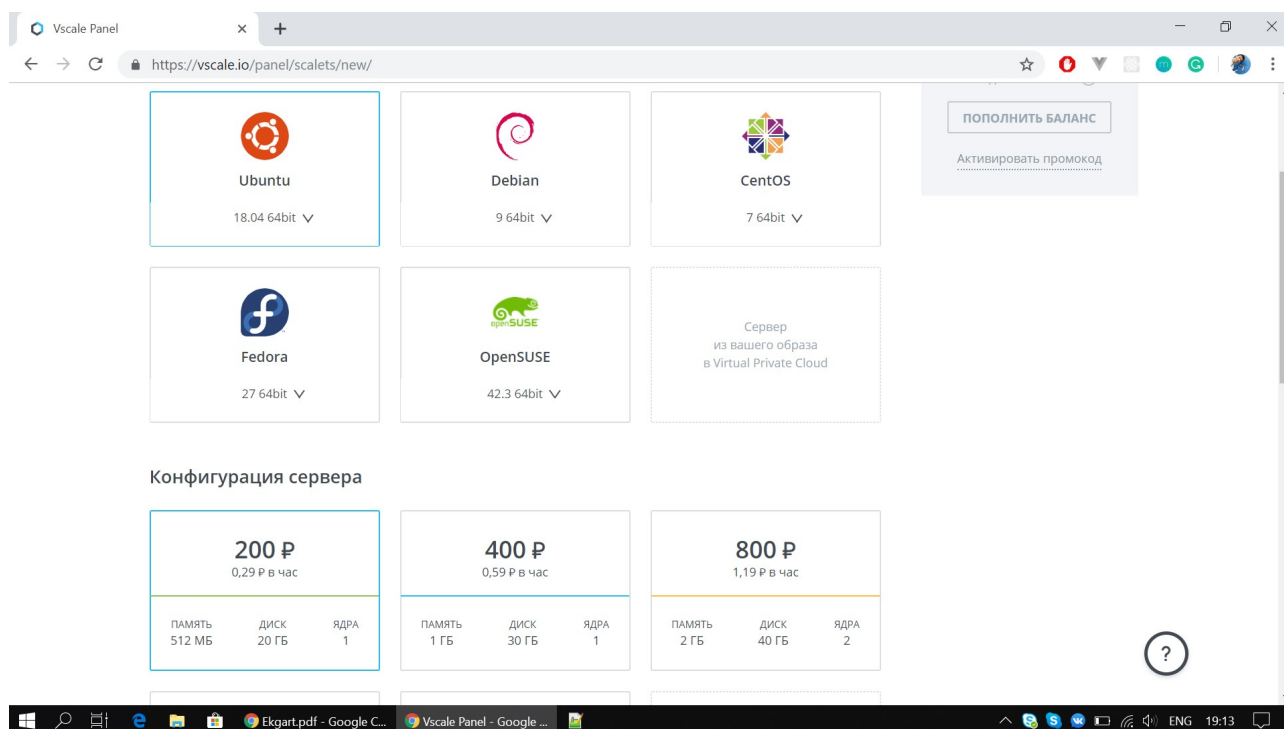 Vscale Panel
https://vscale.io/panel/scalets/new/
ПОПОЛНИТЬ БАЛАНС
Активировать промокод
Ubuntu
18.04 64bit
Debian
9 64bit
CentOS
7 64bit
Fedora
27 64bit
openSUSE
OpenSUSE
42.3 64bit
Сервер
из вашего образа
в Virtual Private Cloud
Конфигурация сервера
200 ₽
0,29 ₽ в час
ПАМЯТЬ ДИСК ЯДРА
512 МБ 20 ГБ 1
400 ₽
0,59 ₽ в час
ПАМЯТЬ ДИСК ЯДРА
1 ГБ 30 ГБ 1
800 ₽
1,19 ₽ в час
ПАМЯТЬ ДИСК ЯДРА
2 ГБ 40 ГБ 2
?
Ekgart.pdf - Google C...
Vscale Panel - Google ...
ENG
19:13